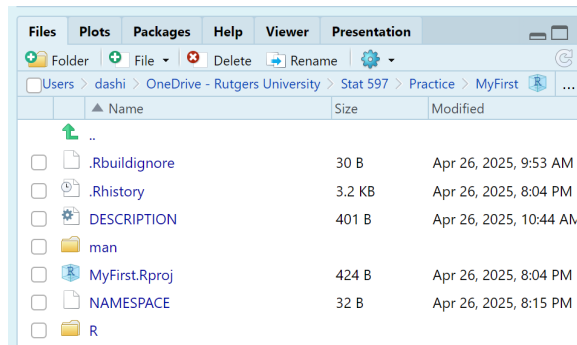 Files Plots Packages Help Viewer Presentation
Folder File Delete Rename
Users > dashi > OneDrive - Rutgers University > Stat 597 > Practice > MyFirst R ...
Name Size Modified
..
.Rbuildignore 30 B Apr 26, 2025, 9:53 AM
.Rhistory 3.2 KB Apr 26, 2025, 8:04 PM
DESCRIPTION 401 B Apr 26, 2025, 10:44 AM
man
MyFirst.Rproj 424 B Apr 26, 2025, 8:04 PM
NAMESPACE 32 B Apr 26, 2025, 8:15 PM
R